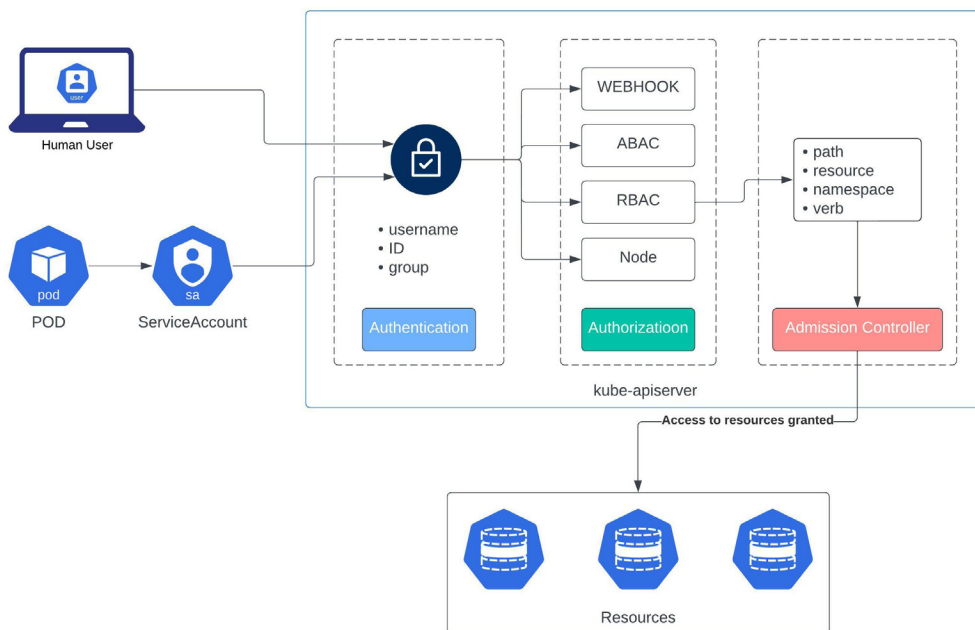 user
Human User
pod
POD
sa
ServiceAccount
• username
• ID
• group
Authentication
WEBHOOK
ABAC
RBAC
Node
Authorizatioon
• path
• resource
• namespace
• verb
Admission Controller
kube-apiserver
Access to resources granted
Resources